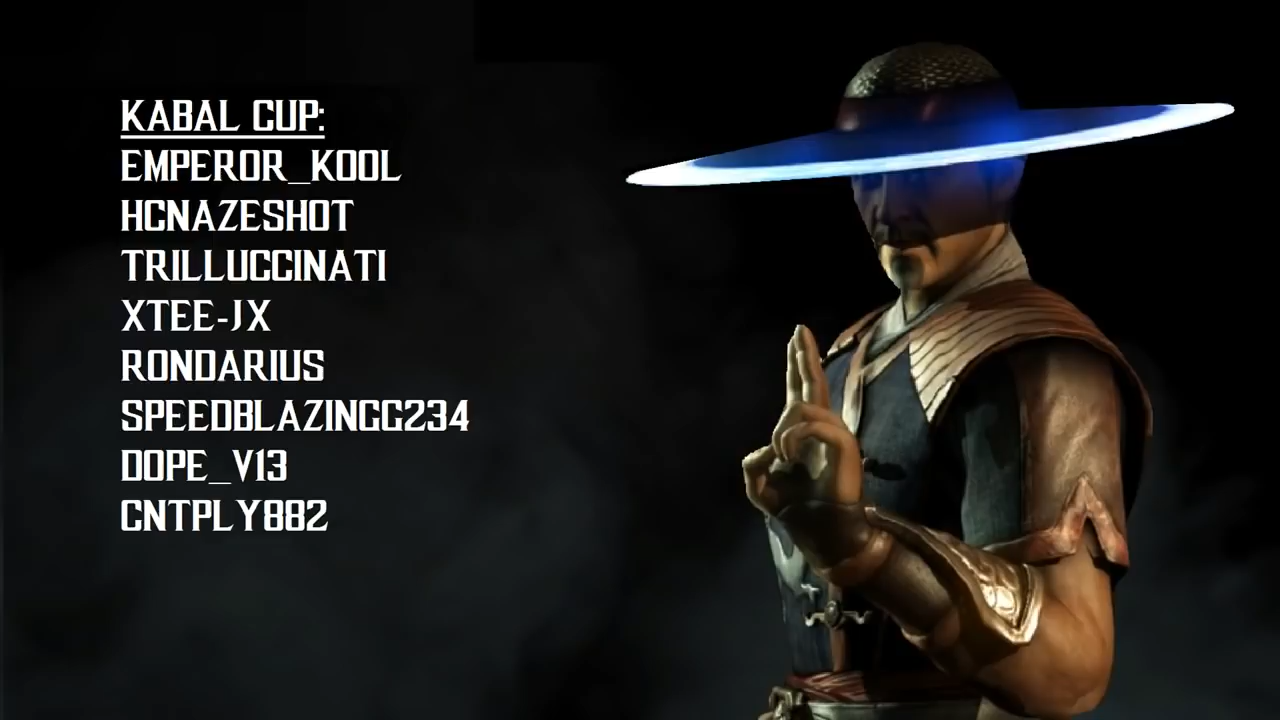 KABAL CUP:
EMPEROR_KOOL
HCNAZESHOT
TRILLUCCINATI
XTEE-JX
RONDARIUS
SPEEDBLAZINGG234
DOPE_V13
CNTPLY882